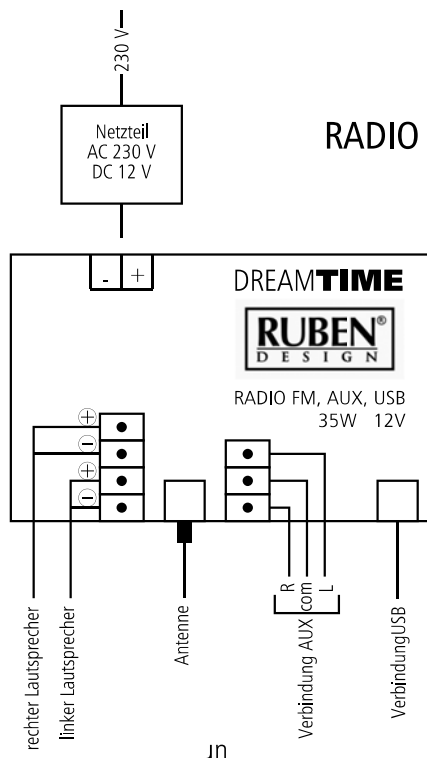 230 V
Netzteil
AC 230 V
DC 12 V
RADIO
- +
DREAMTIME
RUBEN®
DESIGN
RADIO FM, AUX, USB
35W 12V
+
-
+
-
rechter Lautsprecher
linker Lautsprecher
Antenne
R
com
L
Verbindung AUX
VerbindungUSB